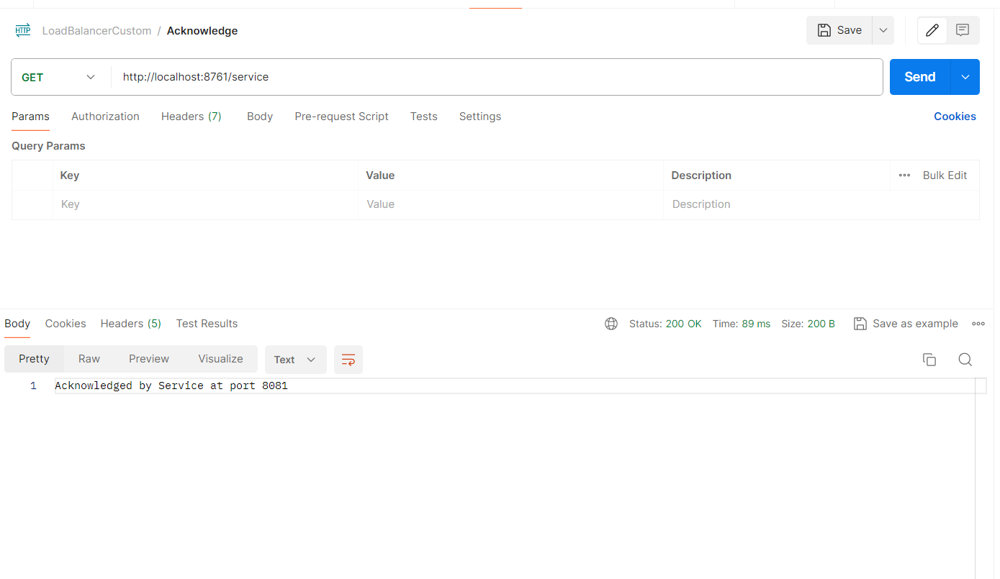 HTTP LoadBalancerCustom / Acknowledge Save
GET http://localhost:8761/service Send
Params Authorization Headers (7) Body Pre-request Script Tests Settings Cookies
Query Params
Key Value Description ••• Bulk Edit
Key Value Description
Body Cookies Headers (5) Test Results Status: 200 OK Time: 89 ms Size: 200 B Save as example •••
Pretty Raw Preview Visualize Text
1 Acknowledged by Service at port 8081